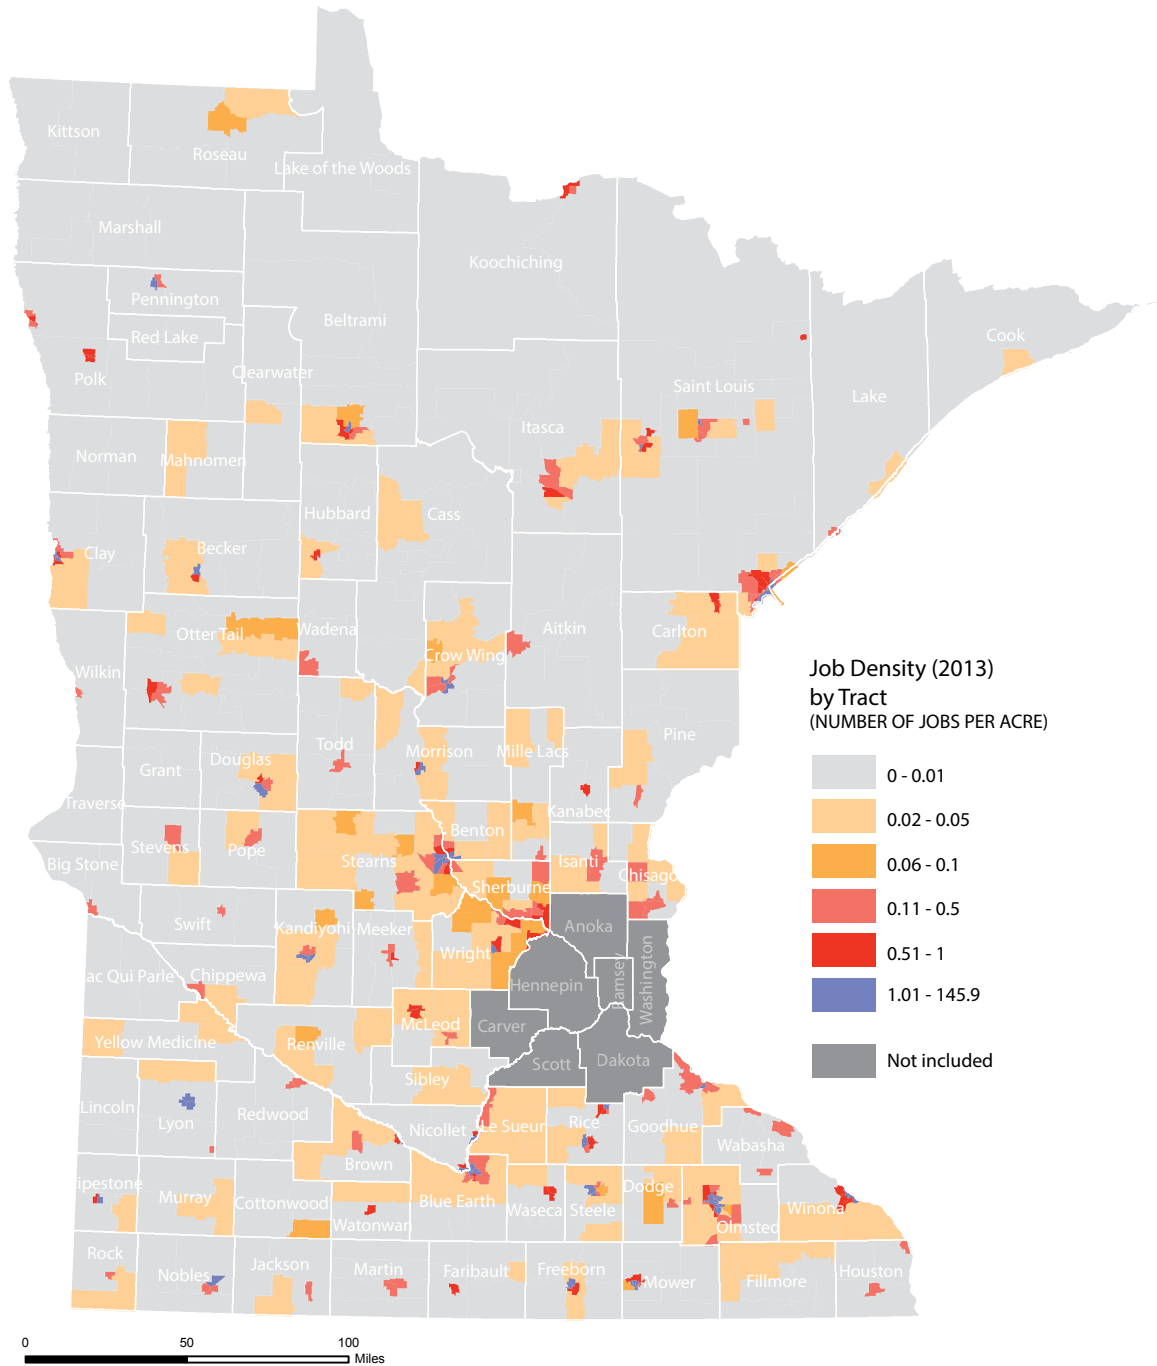 Kittson
Roseau
Lake of the Woods
Marshall
Koochiching
Pennington
Beltrami
Red Lake
Cook
Clearwater
Polk
Saint Louis
Lake
Itasca
Norman
Mahnomen
Hubbard
Cass
Clay
Becker
Otter Tail
Wadena
Aitkin
Carlton
Crow Wing
Wilkin
Job Density (2013)
by Tract
(NUMBER OF JOBS PER ACRE)
0 - 0.01
0.02 - 0.05
0.06 - 0.1
0.11 - 0.5
0.51 - 1
1.01 - 145.9
Not included
Pine
Todd
Morrison
Mille Lacs
Douglas
Grant
Traverse
Kanabec
Benton
Stevens
Pope
Stearns
Isanti
Big Stone
Chisago
Sherburne
Swift
Kandiyohi
Meeker
Anoka
Wright
Ramsey
Washington
ac Qui Parle
Chippewa
Hennepin
McLeod
Carver
Yellow Medicine
Renville
Scott
Dakota
Sibley
Lincoln
Lyon
Redwood
Nicollet
Le Sueur
Rice
Goodhue
Wabasha
Brown
ipestone
Murray
Cottonwood
Watonwan
Blue Earth
Waseca
Steele
Dodge
Olmsted
Winona
Rock
Nobles
Jackson
Martin
Faribault
Freeborn
Mower
Fillmore
Houston
0 50 100
Miles